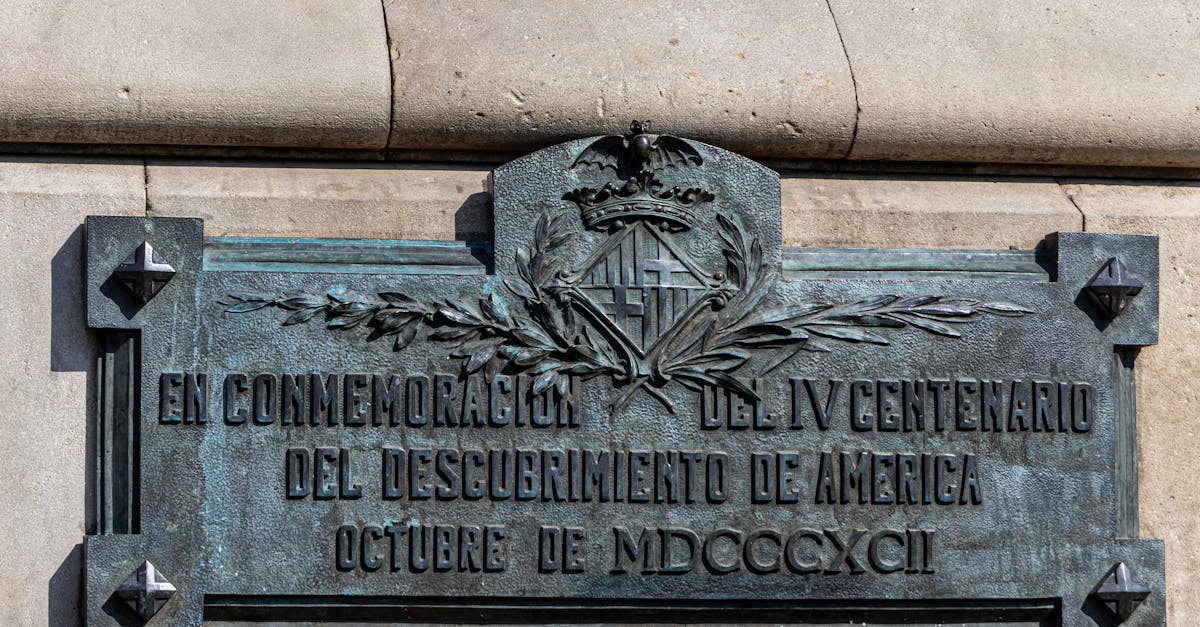 EN CONMEMORACION DEL IV CENTENARIO
DEL DESCUBRIMIENTO DE AMERICA
OCTUBRE DE MDCCCXCII